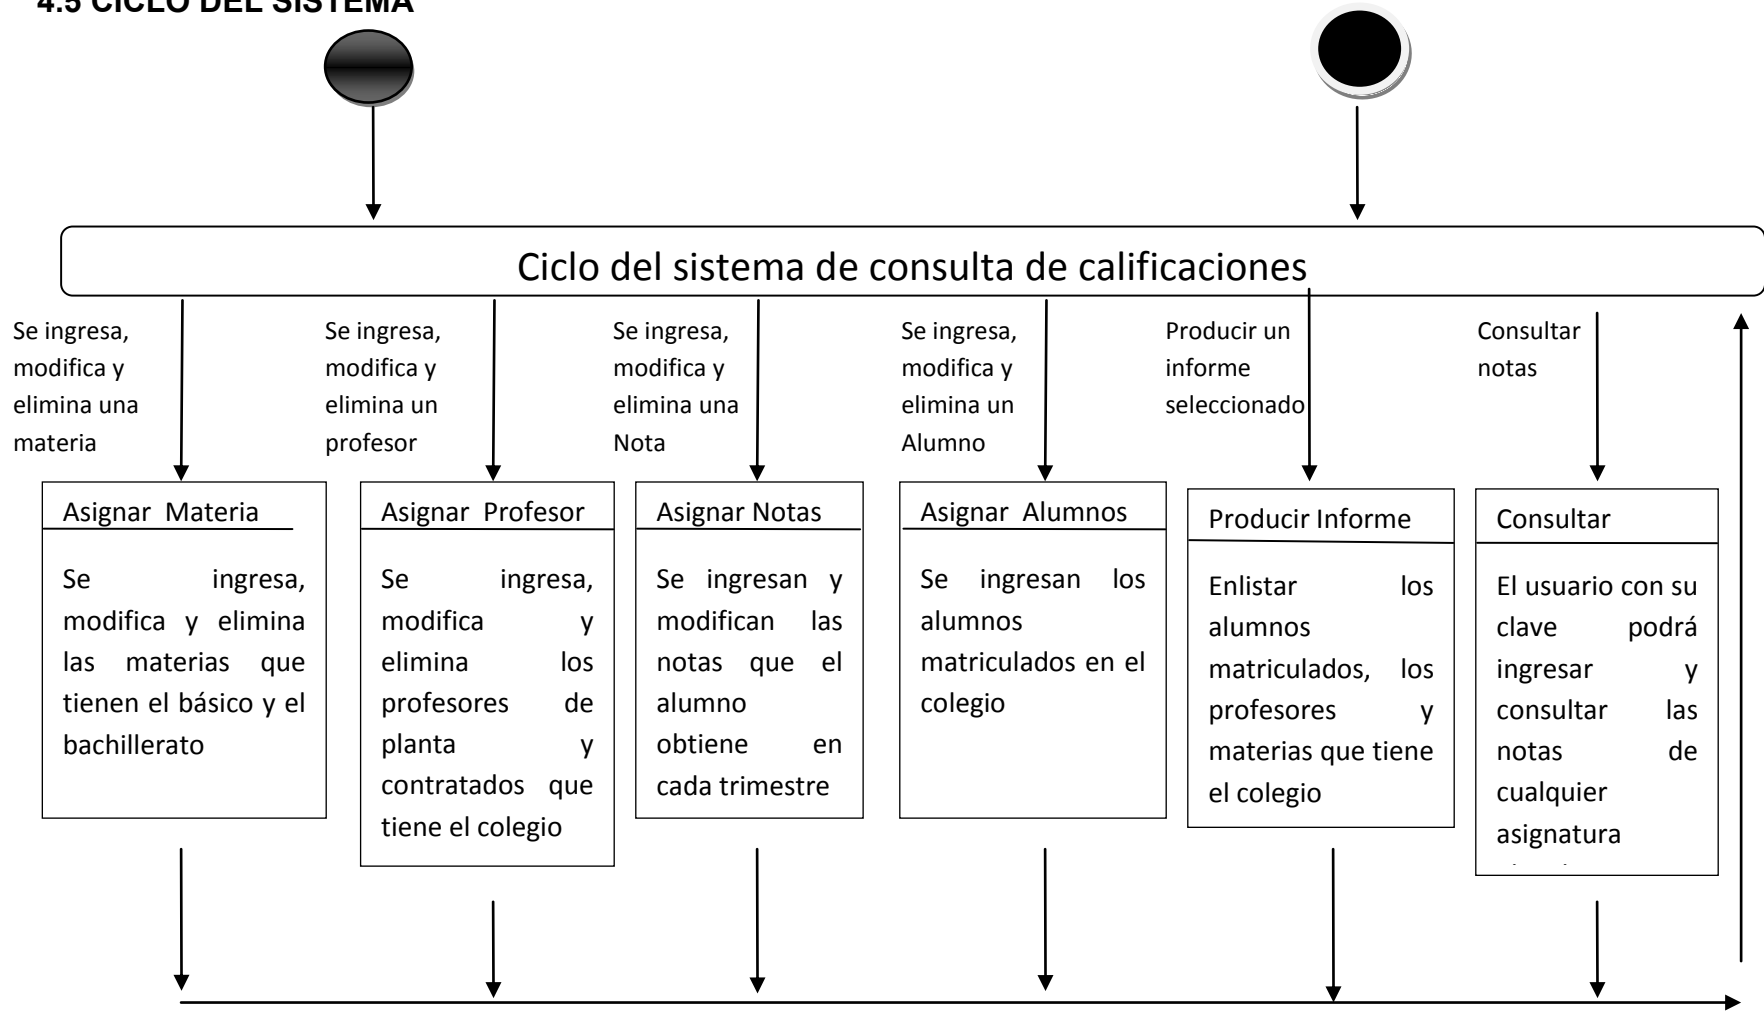 4.5 CICLO DEL SISTEMA
Ciclo del sistema de consulta de calificaciones
Se ingresa,
modifica y
elimina una
materia
Se ingresa,
modifica y
elimina un
profesor
Se ingresa,
modifica y
elimina una
Nota
Se ingresa,
modifica y
elimina un
Alumno
Producir un
informe
seleccionado
Consultar
notas
Asignar Materia
Se ingresa,
modifica y elimina
las materias que
tienen el básico y el
bachillerato
Asignar Profesor
Se ingresa,
modifica y
elimina los
profesores de
planta y
contratados que
tiene el colegio
Asignar Notas
Se ingresan y
modifican las
notas que el
alumno
obtiene en
cada trimestre
Asignar Alumnos
Se ingresan los
alumnos
matriculados en el
colegio
Producir Informe
Enlistar los
alumnos
matriculados, los
profesores y
materias que tiene
el colegio
Consultar
El usuario con su
clave podrá
ingresar y
consultar las
notas de
cualquier
asignatura